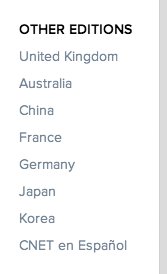 OTHER EDITIONS
United Kingdom
Australia
China
France
Germany
Japan
Korea
CNET en Español